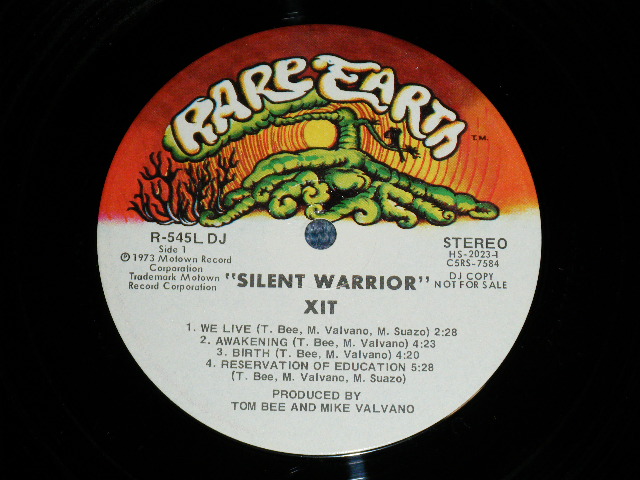 RARE EARTH
T.M.
R-545L DJ
Side 1
℗ 1973 Motown Record
Corporation
Trademark Motown
Record Corporation
STEREO
HS-2023-1
C5RS-7584
DJ COPY
NOT FOR SALE
"SILENT WARRIOR"
XIT
1. WE LIVE (T. Bee, M. Valvano, M. Suazo) 2:28
2. AWAKENING (T. Bee, M. Valvano) 4:23
3. BIRTH (T. Bee, M. Valvano) 4:20
4. RESERVATION OF EDUCATION 5:28
(T. Bee, M. Valvano, M. Suazo)
PRODUCED BY
TOM BEE AND MIKE VALVANO